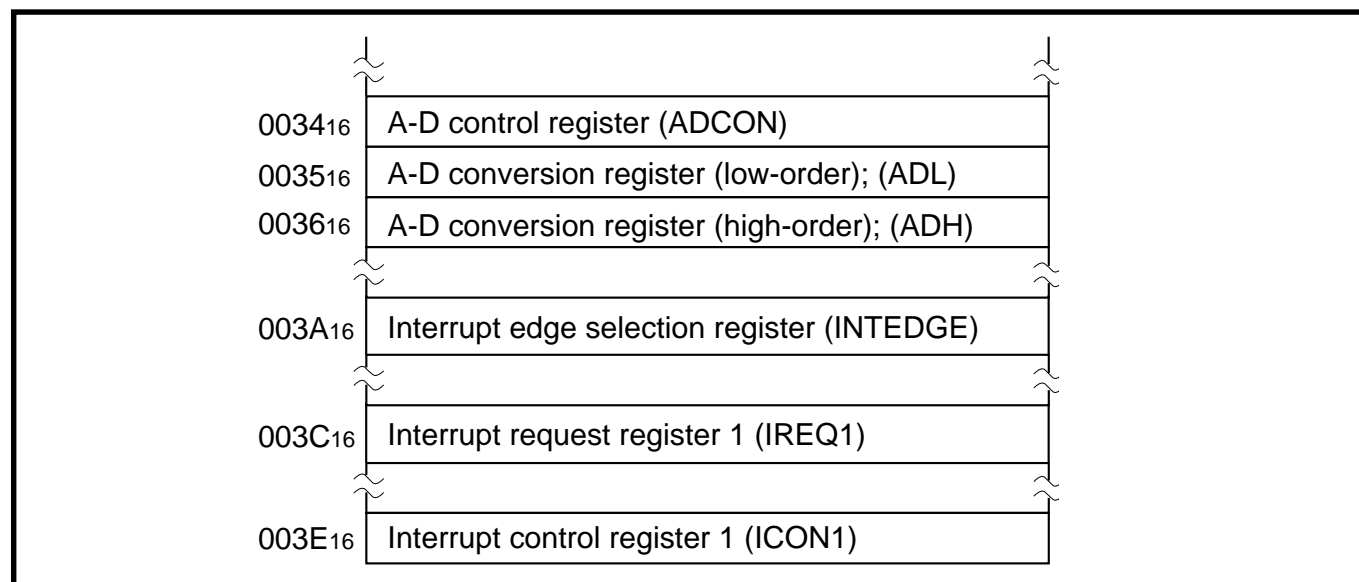 0034₁₆ A-D control register (ADCON)
0035₁₆ A-D conversion register (low-order); (ADL)
0036₁₆ A-D conversion register (high-order); (ADH)
003A₁₆ Interrupt edge selection register (INTEDGE)
003C₁₆ Interrupt request register 1 (IREQ1)
003E₁₆ Interrupt control register 1 (ICON1)